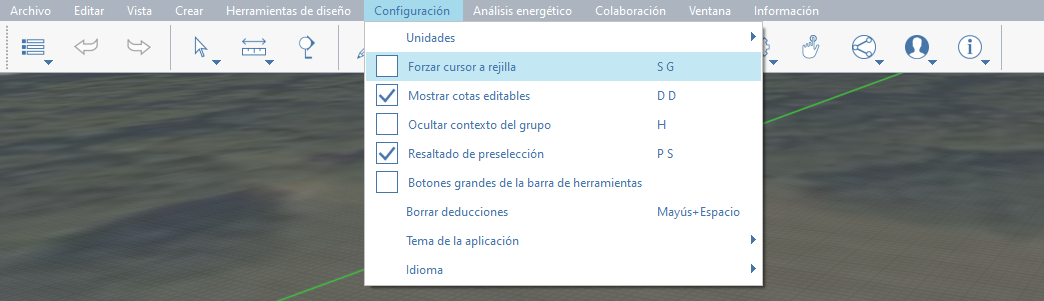 Archivo Editar Vista Crear Herramientas de diseño Configuración Análisis energético Colaboración Ventana Información
Unidades
Forzar cursor a rejilla S G
Mostrar cotas editables D D
Ocultar contexto del grupo H
Resaltado de preselección P S
Botones grandes de la barra de herramientas
Borrar deducciones Mayús+Espacio
Tema de la aplicación
Idioma